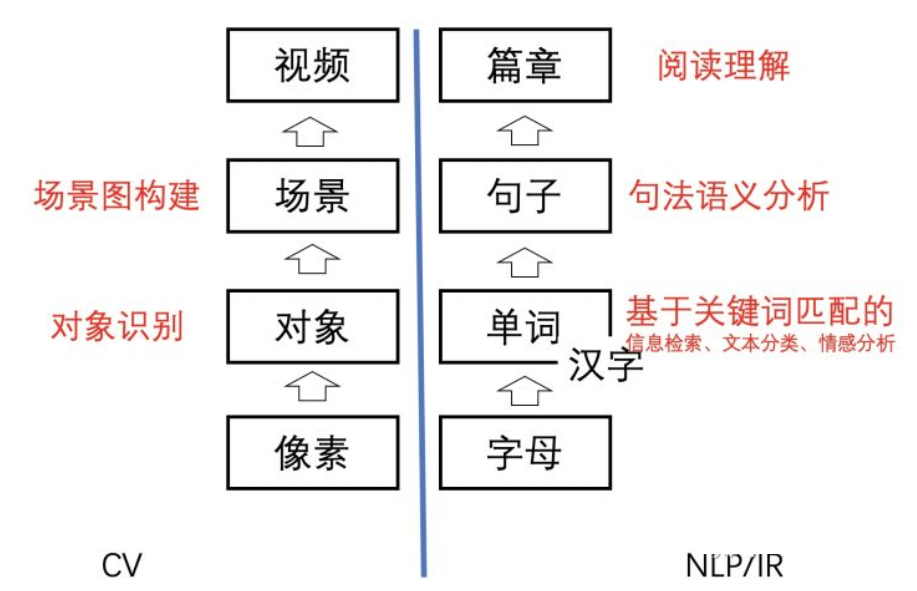 视频
篇章
阅读理解
场景图构建
场景
句子
句法语义分析
对象识别
对象
单词
基于关键词匹配的
信息检索、文本分类、情感分析
汉字
像素
字母
CV
NLP/IR